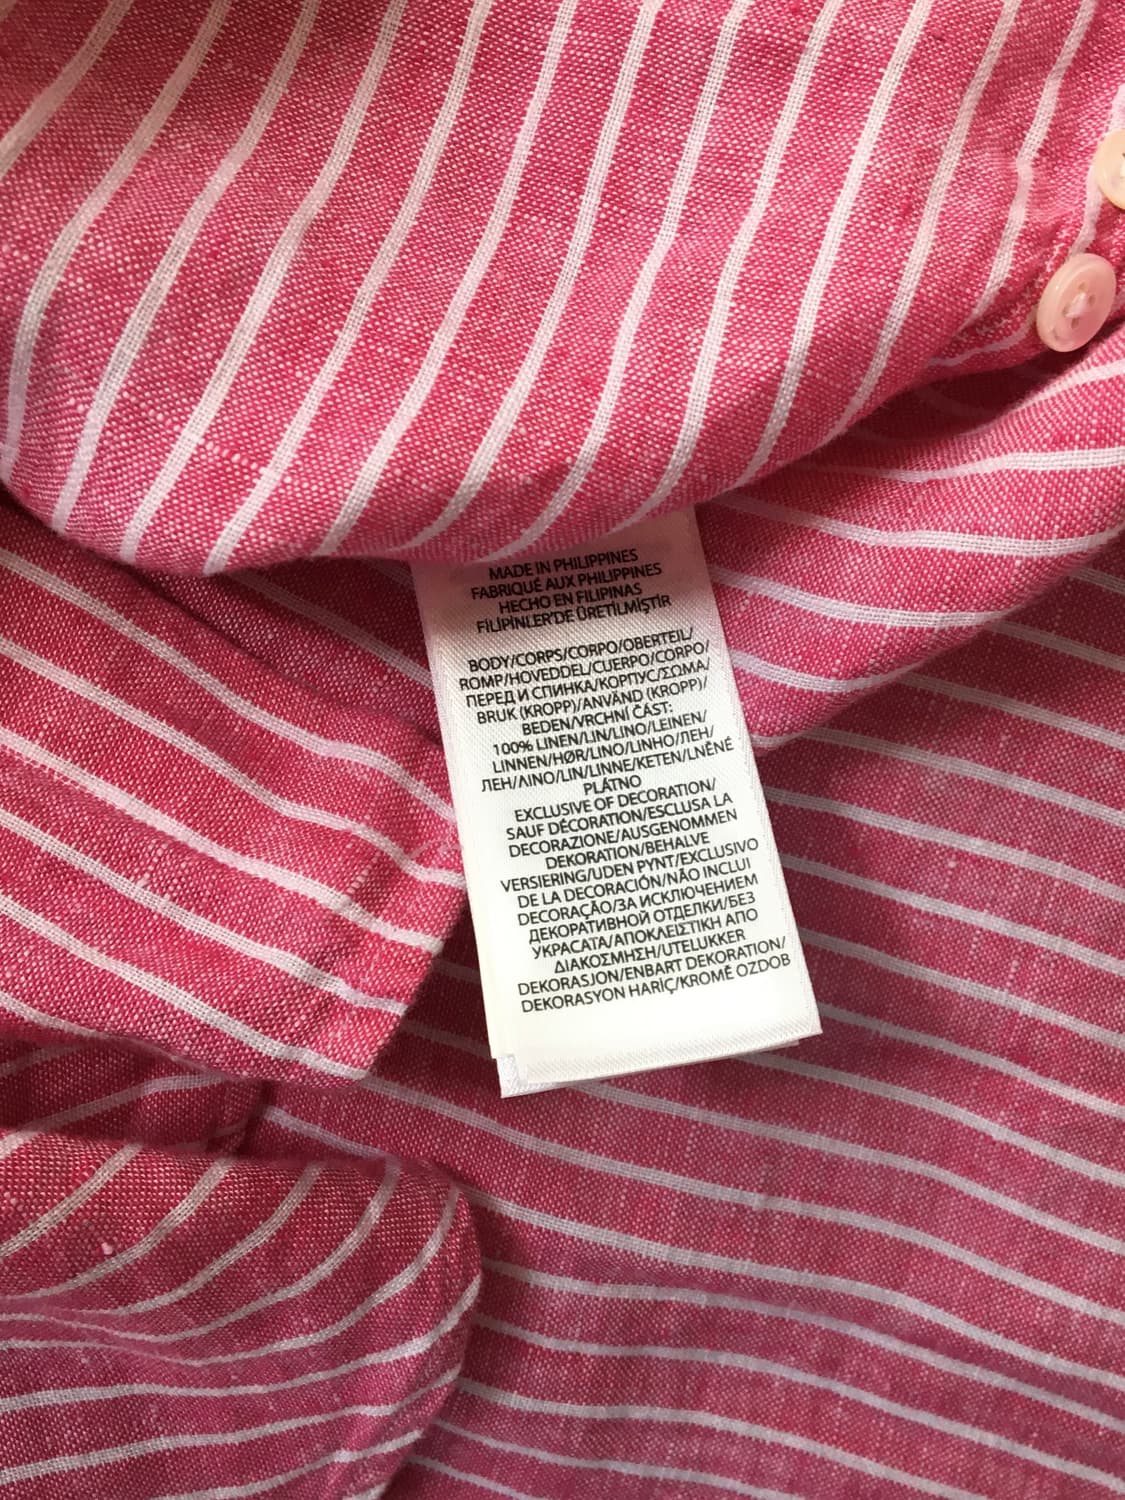 MADE IN PHILIPPINES
FABRIQUÉ AUX PHILIPPINES
HECHO EN FILIPINAS
FİLİPİNLER'DE ÜRETİLMİŞTİR
BODY/CORPS/CORPO/OBERTEIL/
ROMP/HOVEDDEL/CUERPO/CORPO/
ПЕРЕД И СПИНКА/КОРПУС/ΣΩΜΑ/
BRUK (KROPP)/ANVÄND (KROPP)/
BEDEN/VRCHNÍ ČÁST:
100% LINEN/LIN/LINO/LEINEN/
LINNEN/HØR/LINO/LINHO/ЛЕН/
ЛЕН/ΛΙΝΟ/LIN/LINNE/KETEN/LNĚNÉ
PLÁTNO
EXCLUSIVE OF DECORATION/
SAUF DÉCORATION/ESCLUSA LA
DECORAZIONE/AUSGENOMMEN
DEKORATION/BEHALVE
VERSIERING/UDEN PYNT/EXCLUSIVO
DE LA DECORACIÓN/NÃO INCLUI
DECORAÇÃO/ЗА ИСКЛЮЧЕНИЕМ
ДЕКОРАТИВНОЙ ОТДЕЛКИ/БЕЗ
УКРАСАТА/ΑΠΟΚΛΕΙΣΤΙΚΗ ΑΠΟ
ΔΙΑΚΟΣΜΗΣΗ/UTELUKKER
DEKORASJON/ENBART DEKORATION/
DEKORASYON HARİÇ/KROMĚ OZDOB